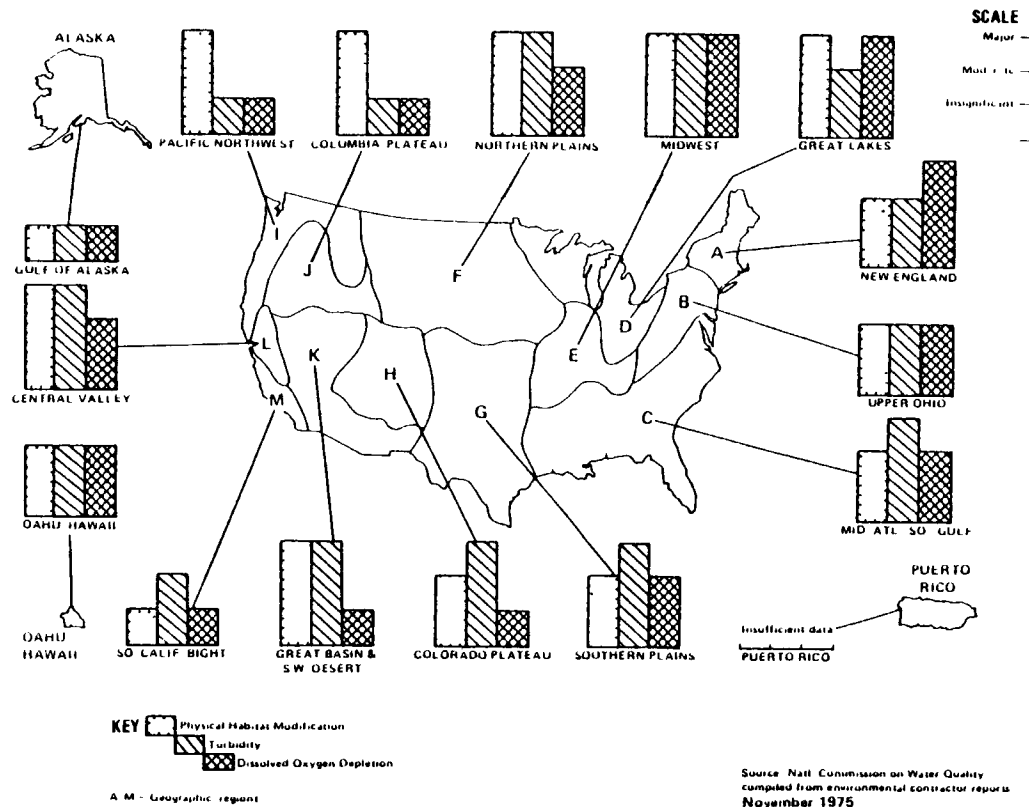 SCALE
Major
ALASKA
Insignificant
PACIFIC NORTHWEST
COLUMBIA PLATEAU
NORTHERN PLAINS
MIDWEST
GREAT LAKES
I
J
F
A
GULF OF ALASKA
NEW ENGLAND
B
D
L
K
E
H
CENTRAL VALLEY
M
G
C
UPPER OHIO
OAHU HAWAII
MID ATL SO GULF
PUERTO
RICO
OAHU
HAWAII
SO CALIF BIGHT
GREAT BASIN &
S.W. DESERT
COLORADO PLATEAU
SOUTHERN PLAINS
Insufficient data
PUERTO RICO
KEY
Physical Habitat Modification
Turbidity
Dissolved Oxygen Depletion
A M - Geographic regions
Source Natl Commission on Water Quality
compiled from environmental contractor reports
November 1975